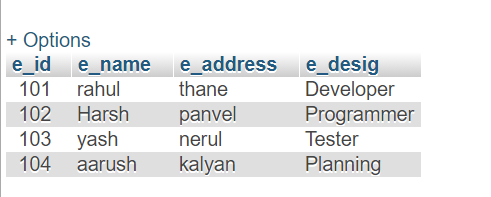 + Options
e_id e_name e_address e_desig
101 rahul thane Developer
102 Harsh panvel Programmer
103 yash nerul Tester
104 aarush kalyan Planning